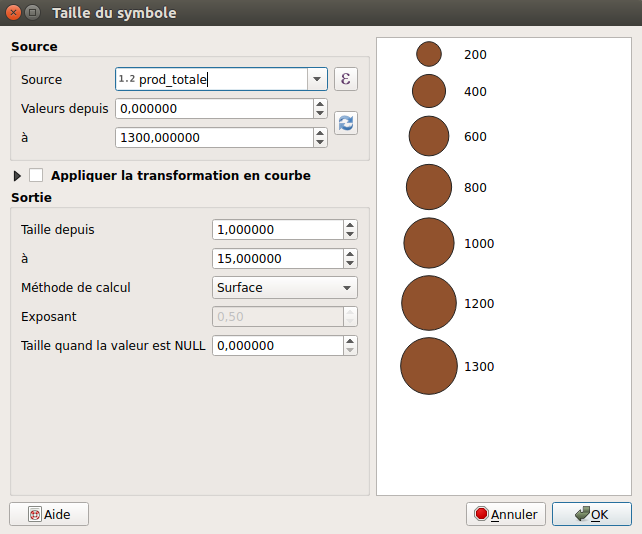 Taille du symbole
Source
Source 1.2 prod_totale ε
Valeurs depuis 0,000000
à 1300,000000
Appliquer la transformation en courbe
Sortie
Taille depuis 1,000000
à 15,000000
Méthode de calcul Surface
Exposant 0,50
Taille quand la valeur est NULL 0,000000
200
400
600
800
1000
1200
1300
Aide Annuler OK